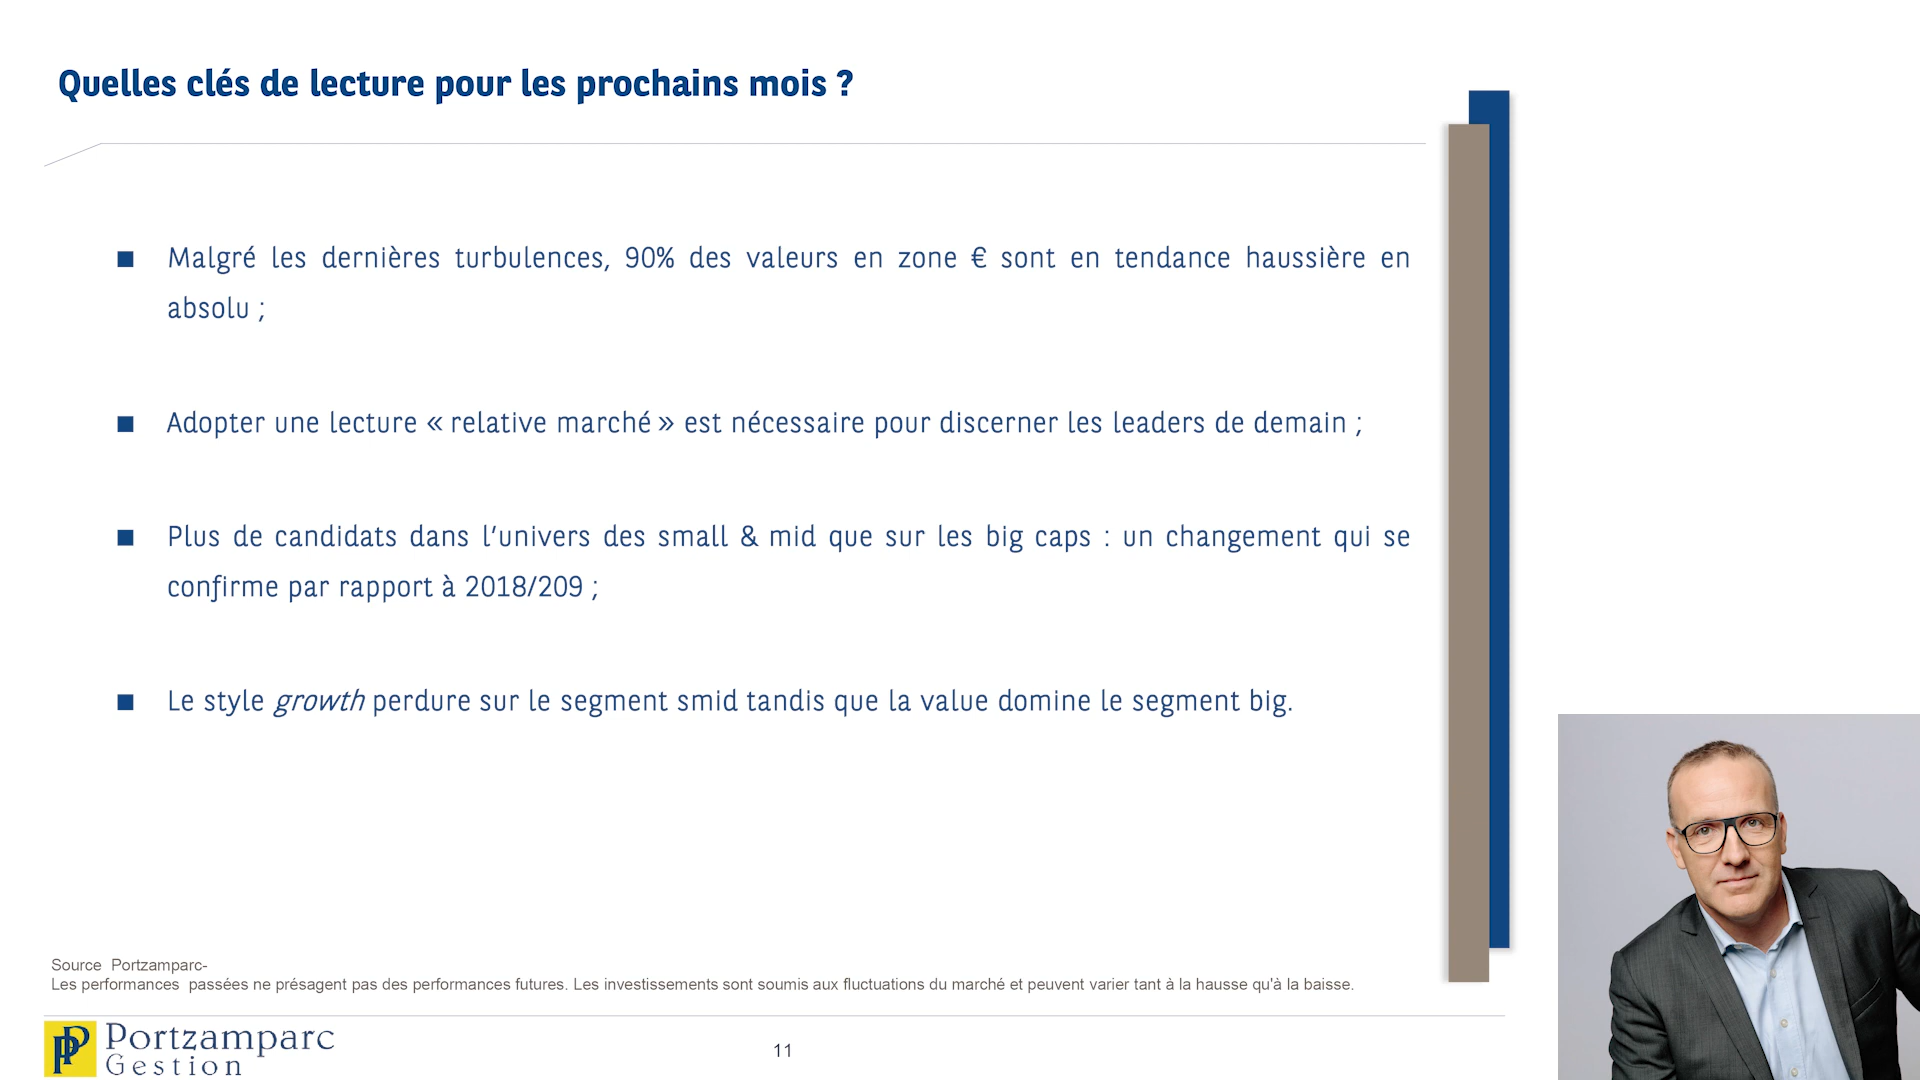 Quelles clés de lecture pour les prochains mois ?
■ Malgré les dernières turbulences, 90% des valeurs en zone € sont en tendance haussière en
absolu ;
■ Adopter une lecture « relative marché » est nécessaire pour discerner les leaders de demain ;
■ Plus de candidats dans l’univers des small & mid que sur les big caps : un changement qui se
confirme par rapport à 2018/209 ;
■ Le style growth perdure sur le segment smid tandis que la value domine le segment big.
Source Portzamparc-
Les performances passées ne présagent pas des performances futures. Les investissements sont soumis aux fluctuations du marché et peuvent varier tant à la hausse qu'à la baisse.
PP Portzamparc
Gestion
11